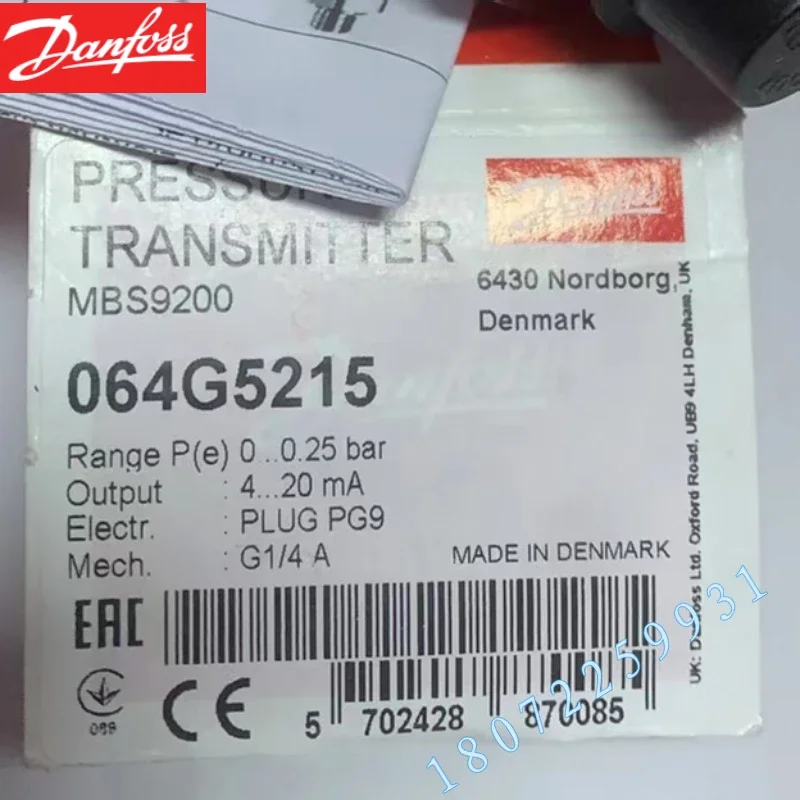 Danfoss
PRESSUR
TRANSMITTER
MBS9200
Danfoss
6430 Nordborg,
Denmark
064G5215
Danfoss
Range P(e) 0...0.25 bar
Output : 4...20 mA
Electr. : PLUG PG9
Mech. : G1/4 A
MADE IN DENMARK
EAC
CE
5 702428 870085
UK: Danfoss Ltd. Oxford Road, UB9 4LH Denham, UK
18072259931